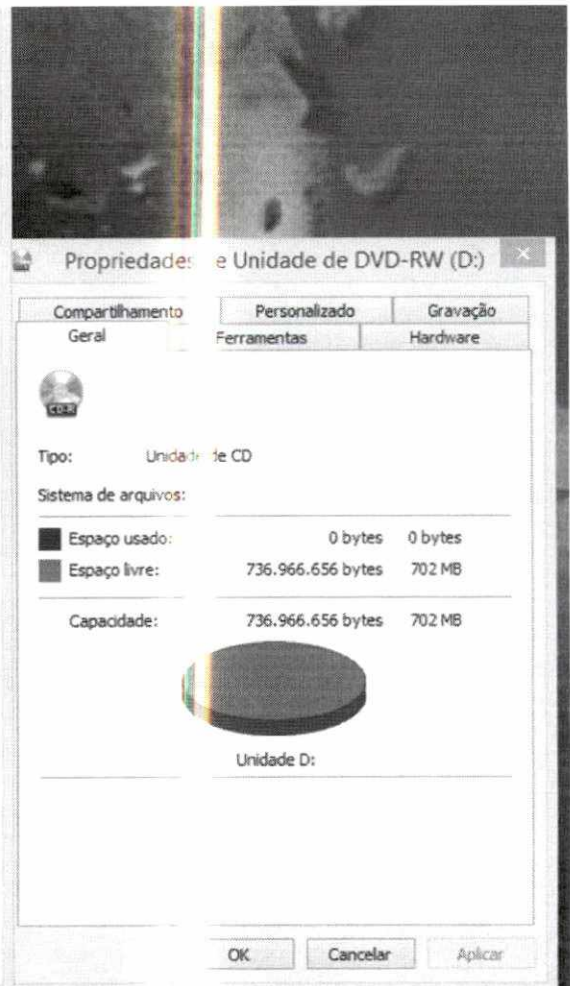 Propriedades e Unidade de DVD-RW (D:)
Compartilhamento Personalizado Gravação
Geral Ferramentas Hardware
CD-R
Tipo: Unidade de CD
Sistema de arquivos:
Espaço usado: 0 bytes 0 bytes
Espaço livre: 736.966.656 bytes 702 MB
Capacidade: 736.966.656 bytes 702 MB
Unidade D:
OK Cancelar Aplicar